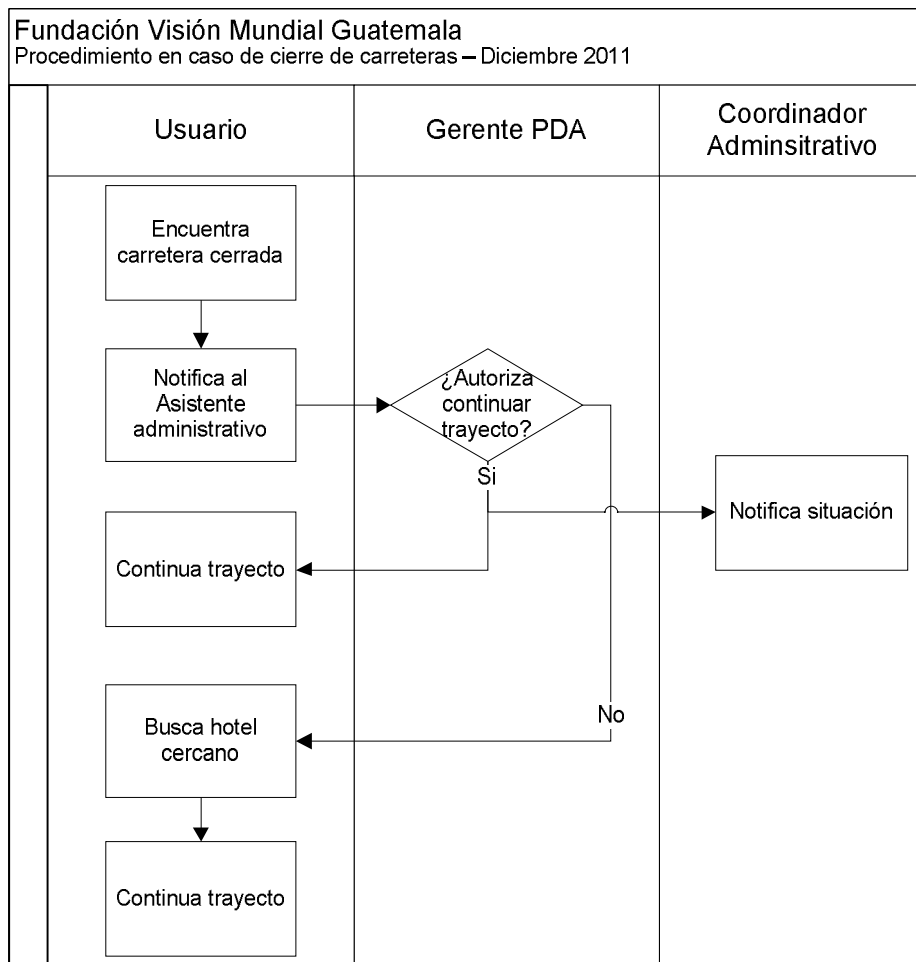 Fundación Visión Mundial Guatemala
Procedimiento en caso de cierre de carreteras – Diciembre 2011
Usuario
Gerente PDA
Coordinador
Adminsitrativo
Encuentra
carretera cerrada
Notifica al
Asistente
administrativo
¿Autoriza
continuar
trayecto?
Si
Notifica situación
Continua trayecto
No
Busca hotel
cercano
Continua trayecto